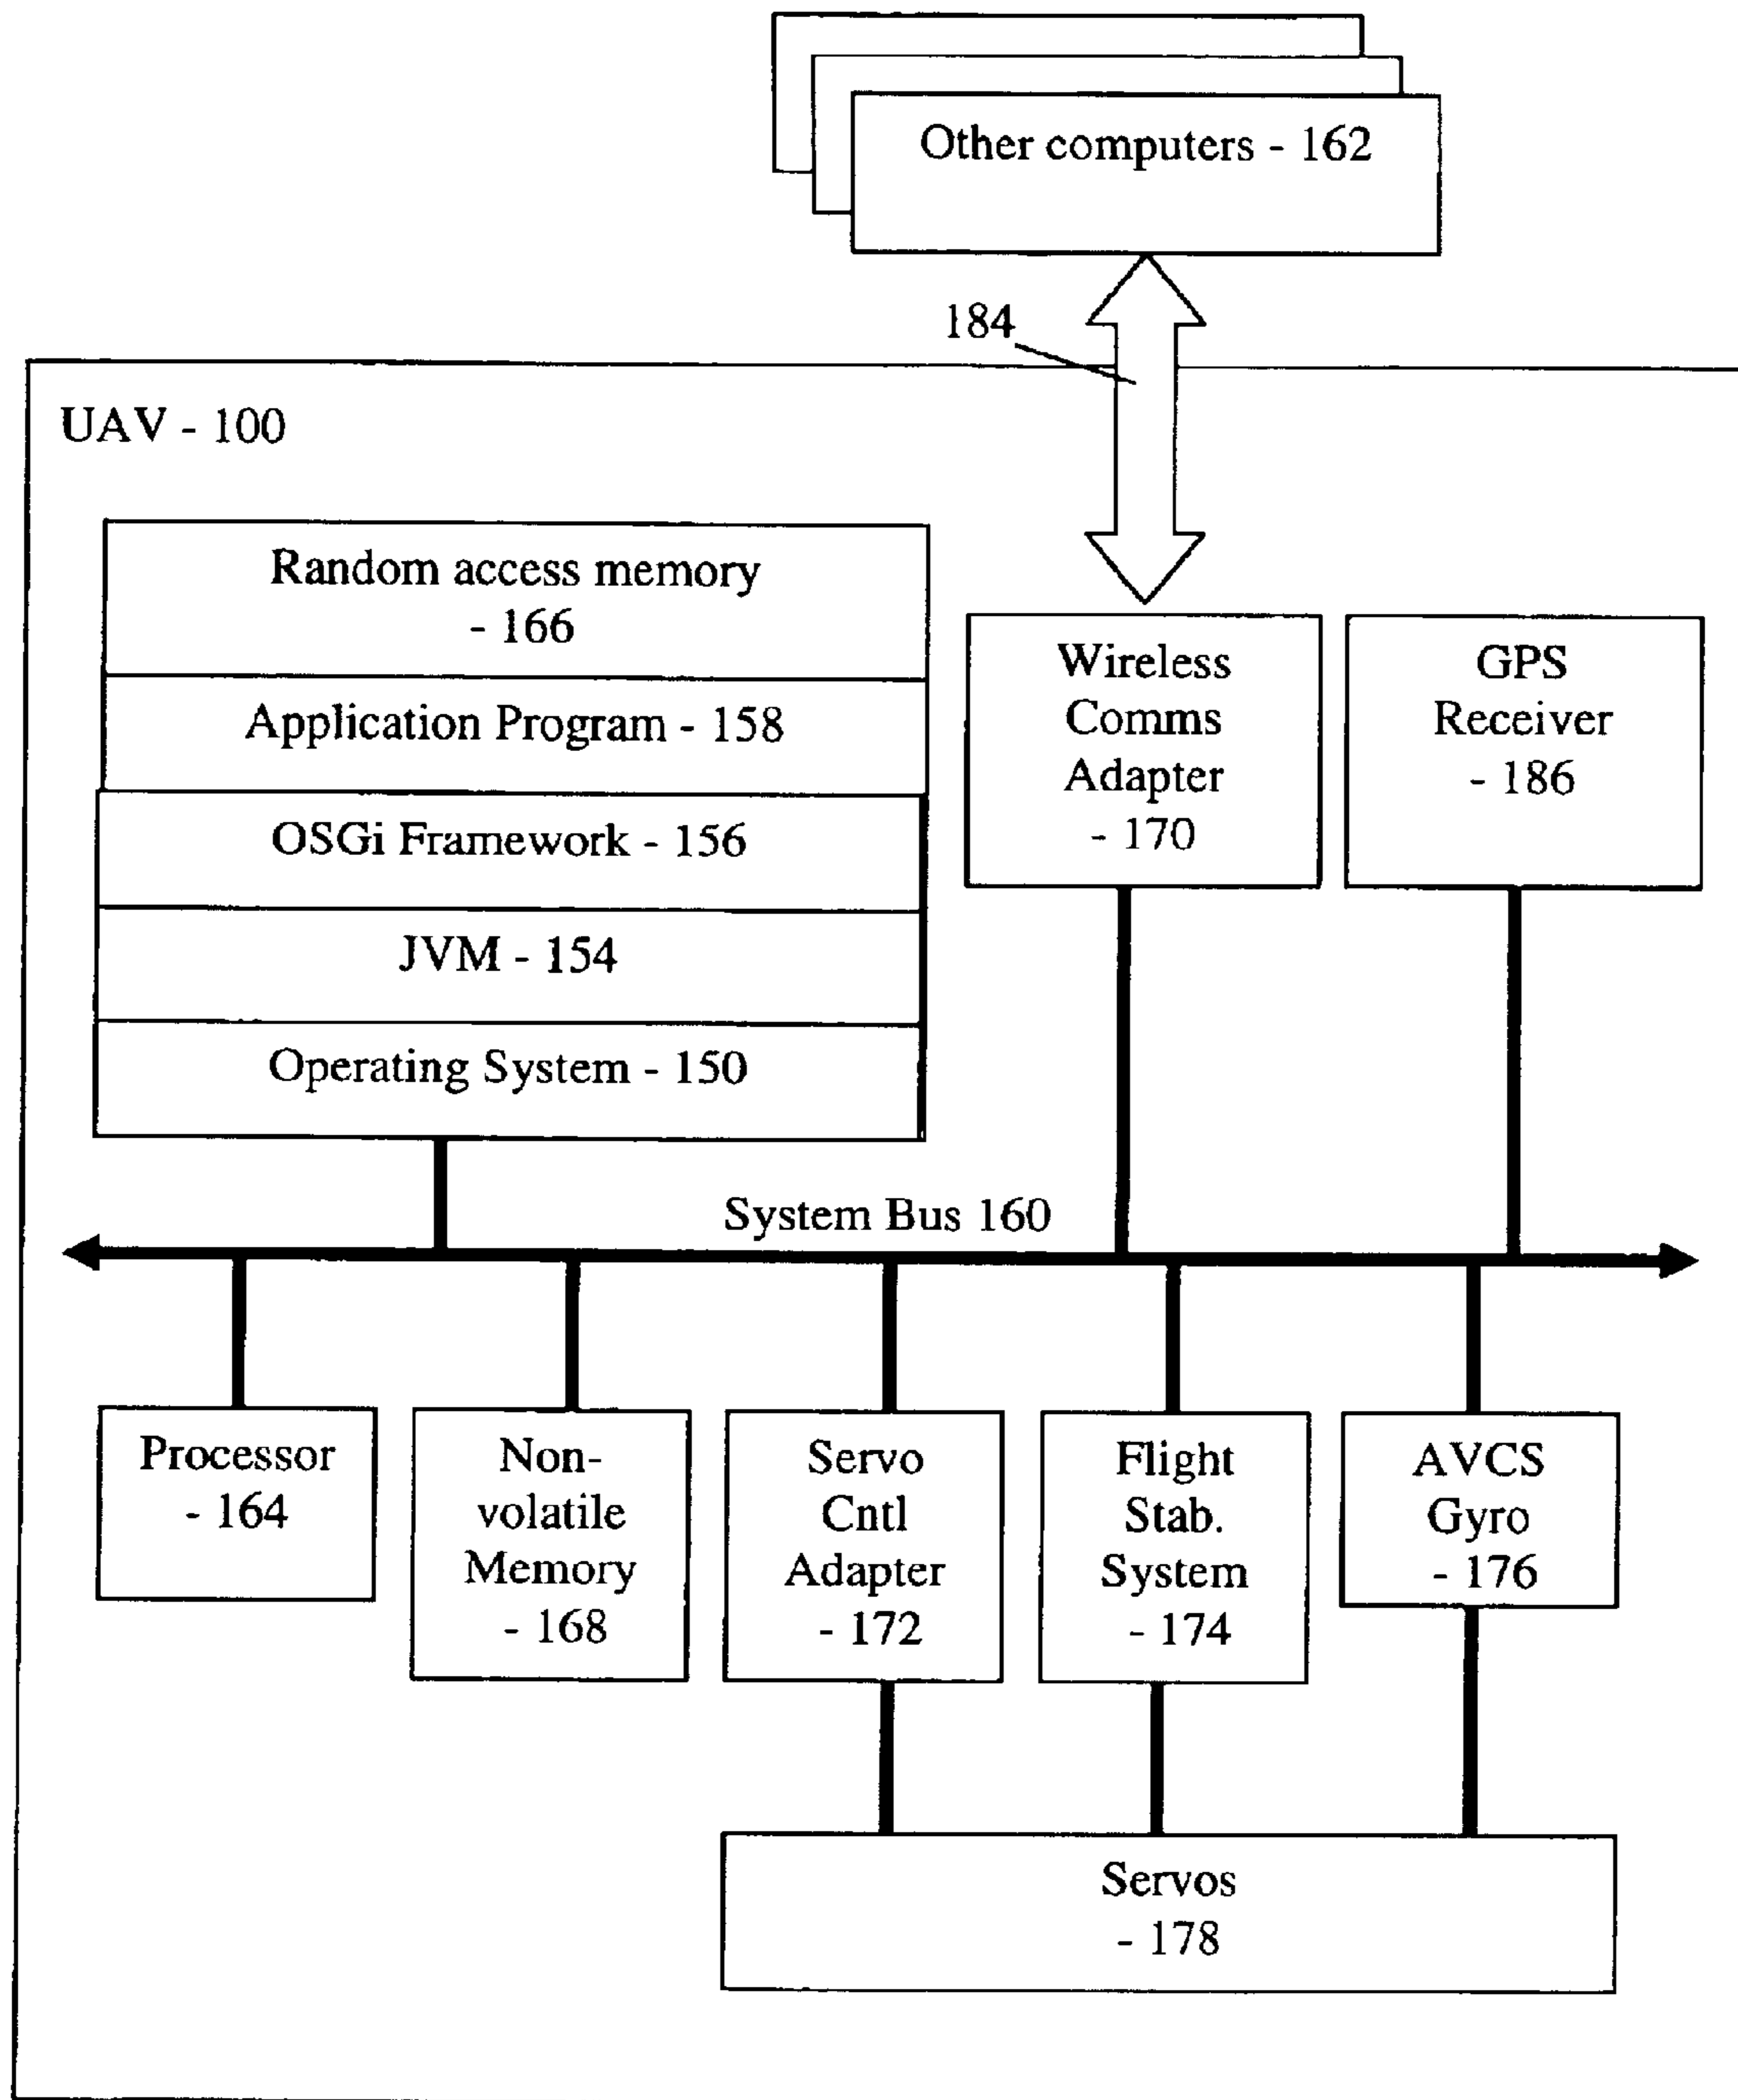 Other computers - 162
184
UAV - 100
Random access memory
- 166
Application Program - 158
OSGi Framework - 156
JVM - 154
Operating System - 150
Wireless
Comms
Adapter
- 170
GPS
Receiver
- 186
System Bus 160
Processor
- 164
Non-
volatile
Memory
- 168
Servo
Cntl
Adapter
- 172
Flight
Stab.
System
- 174
AVCS
Gyro
- 176
Servos
- 178